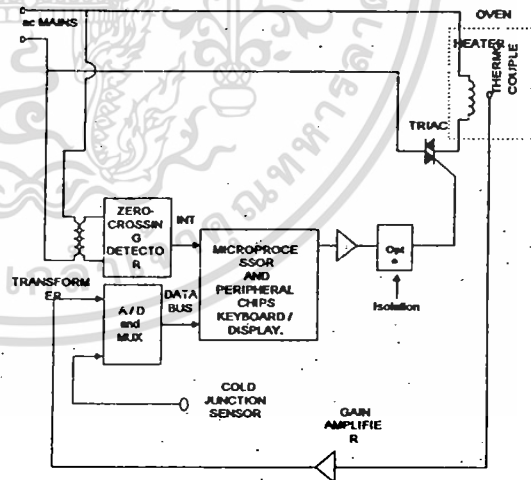 ac MAINS
OVEN
HEATER
THERMO
COUPLE
TRIAC
ZERO-
CROSSIN
G
DETECTO
R
INT
MICROPROCE
SSOR
AND
PERIPHERAL
CHIPS
KEYBOARD /
DISPLAY.
Opt
o
Isolation
TRANSFORM
ER
A / D
and
MUX
DATA
BUS
COLD
JUNCTION
SENSOR
GAIN
AMPLIFIE
R